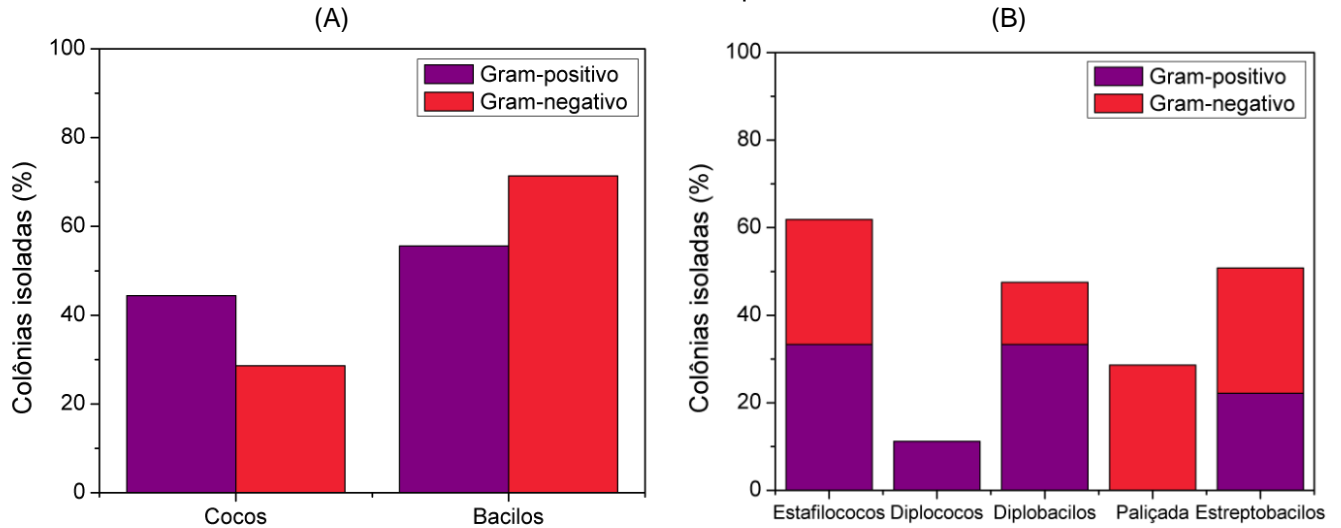 (A)
100
80
60
40
20
0
Colônias isoladas (%)
Gram-positivo
Gram-negativo
Cocos
Bacilos
(B)
100
80
60
40
20
0
Colônias isoladas (%)
Gram-positivo
Gram-negativo
Estafilococos Diplococos Diplobacilos Paliçada Estreptobacilos